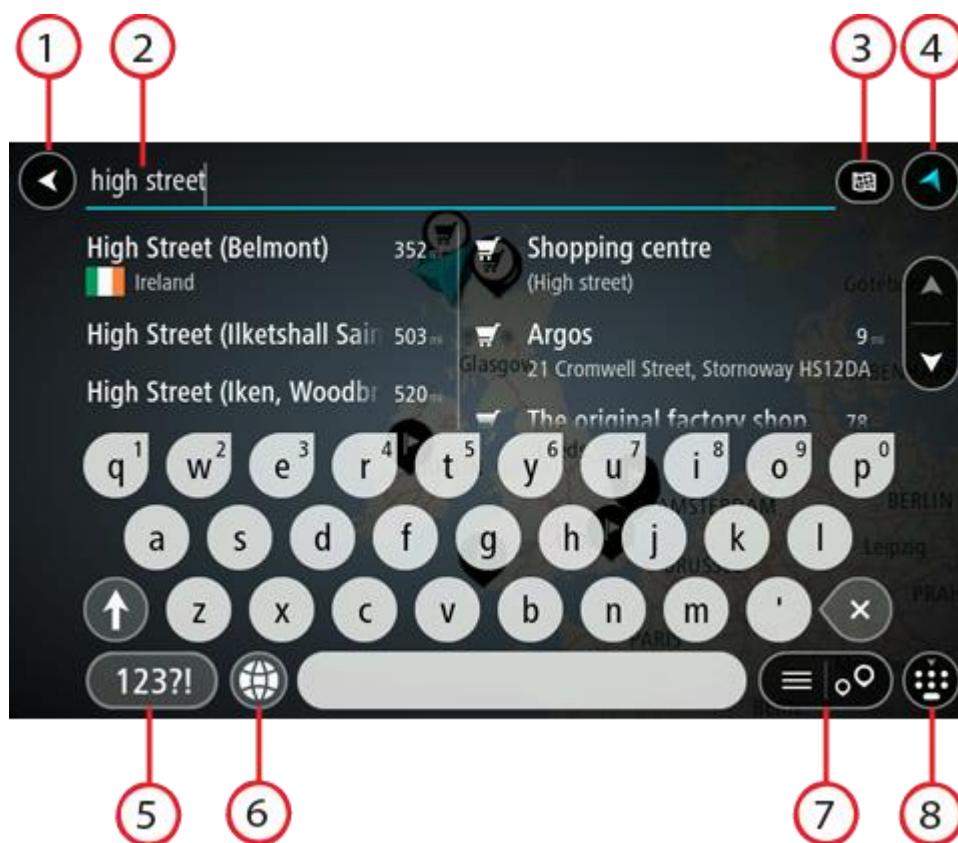 1 2 3 4
high street
High Street (Belmont) 352
Ireland
High Street (Ilketshall Sain 503 mi
High Street (Iken, Woodbr 520 mi
Shopping centre
(High street)
Argos 9 mi
21 Cromwell Street, Stornoway HS12DA
The original factory shop 78
Glasgow
q 1 w 2 e 3 r 4 t 5 y 6 u 7 i 8 o 9 p 0
AMSTERDAM BERLIN
a s d f g h j k l
Leipzig
z x c v b n m '
PARIS
123?!
5 6 7 8